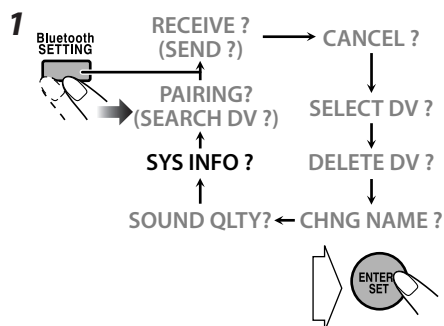 1
Bluetooth
SETTING
RECEIVE ?
(SEND ?)
CANCEL ?
PAIRING?
(SEARCH DV ?)
SELECT DV ?
SYS INFO ?
DELETE DV ?
SOUND QLTY?
CHNG NAME ?
ENTER
SET